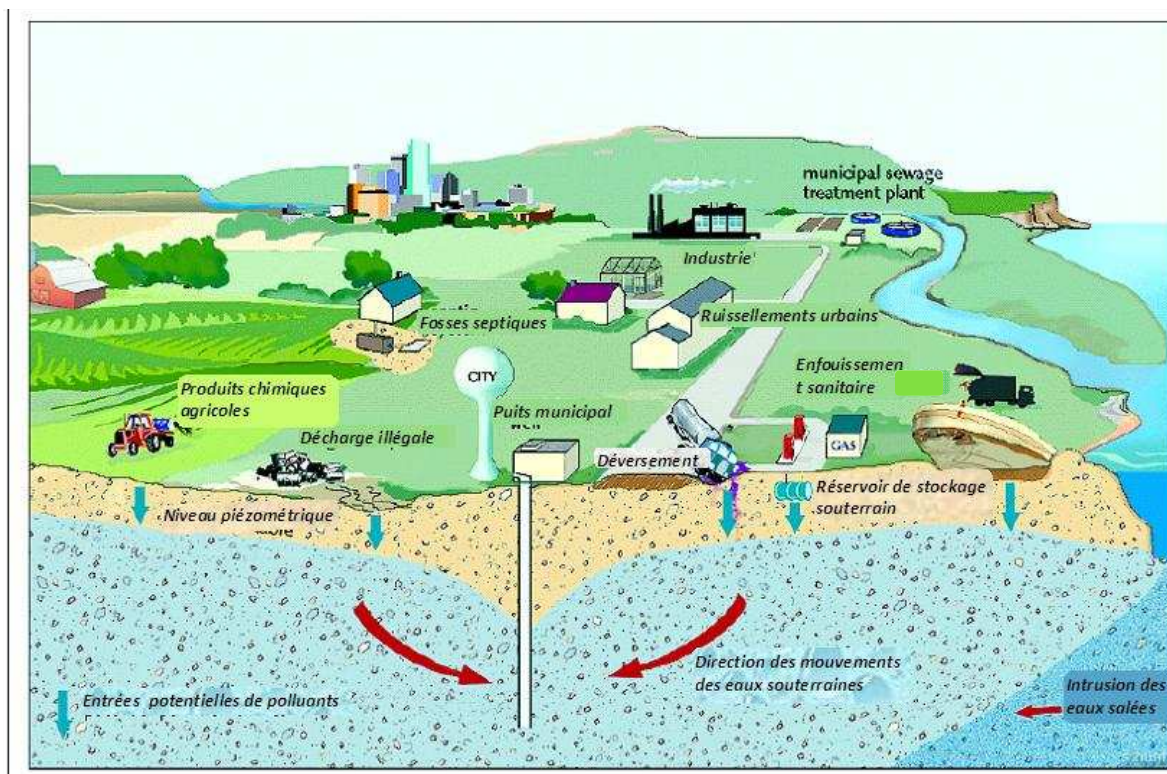 municipal sewage
treatment plant
Industrie'
Fosses septiques
Ruissellements urbains
Enfouissemen
t sanitaire
CITY
Produits chimiques
agricoles
Puits municipal
Décharge illégale
GAS
Déversement
Réservoir de stockage
souterrain
Niveau piézométrique
Direction des mouvements
des eaux souterraines
Entrées potentielles de polluants
Intrusion des
eaux salées